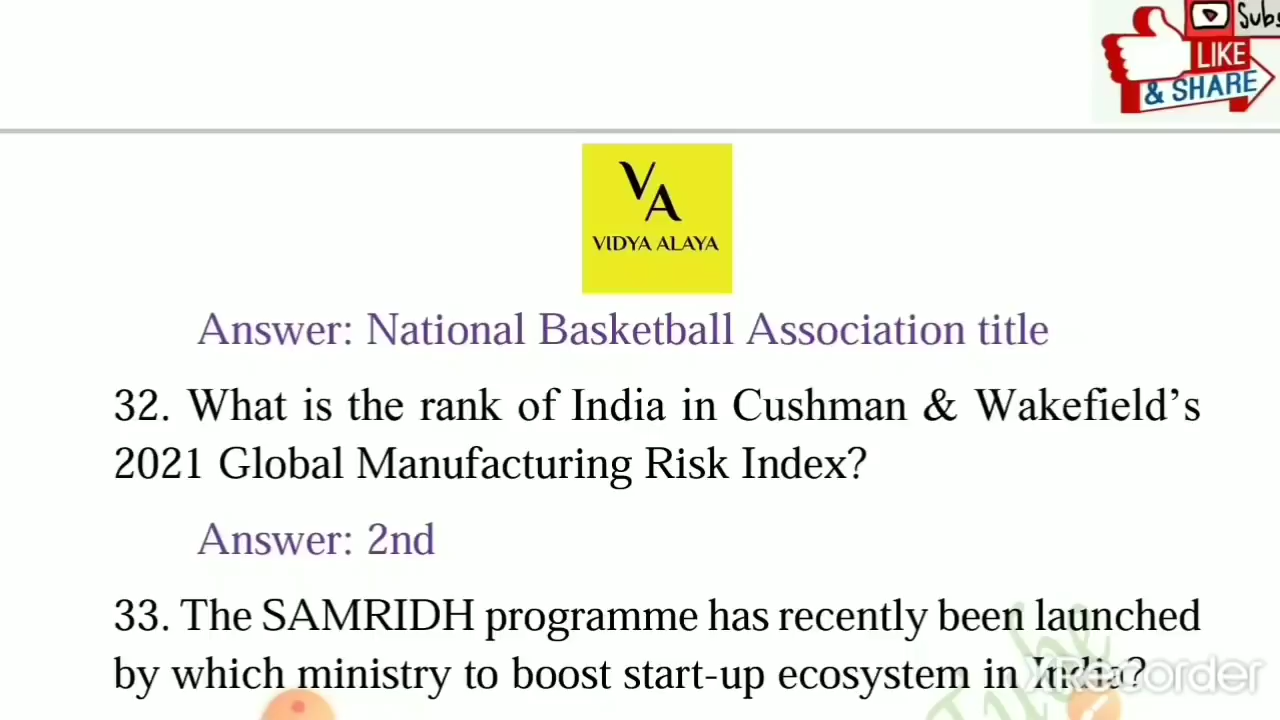 Subs
LIKE
& SHARE
VA
VIDYA ALAYA
Answer: National Basketball Association title
32. What is the rank of India in Cushman & Wakefield’s
2021 Global Manufacturing Risk Index?
Answer: 2nd
33. The SAMRIDH programme has recently been launched
by which ministry to boost start-up ecosystem in India?
XRecorder